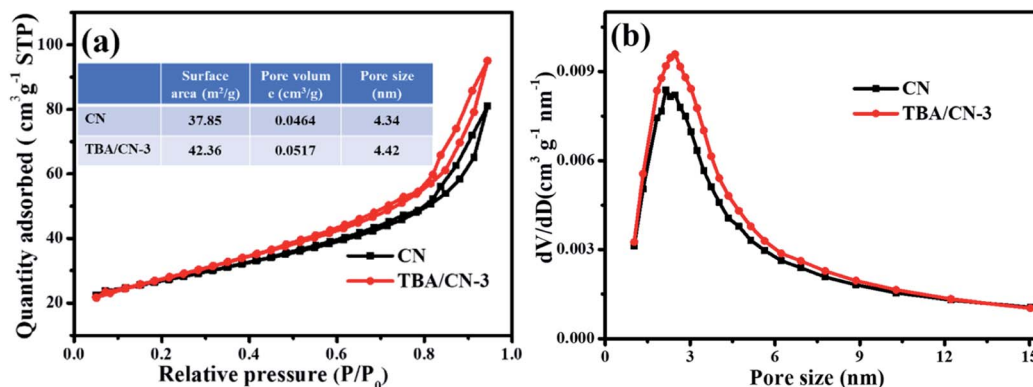 (a)
Quantity adsorbed ( cm³g⁻¹ STP)
100
80
60
40
20
Surface area (m²/g)
Pore volum e (cm³/g)
Pore size (nm)
CN 37.85 0.0464 4.34
TBA/CN-3 42.36 0.0517 4.42
CN
TBA/CN-3
0.0 0.2 0.4 0.6 0.8 1.0
Relative pressure (P/P₀)
(b)
dV/dD(cm³ g⁻¹ nm⁻¹)
0.009
0.006
0.003
0.000
CN
TBA/CN-3
0 3 6 9 12 15
Pore size (nm)